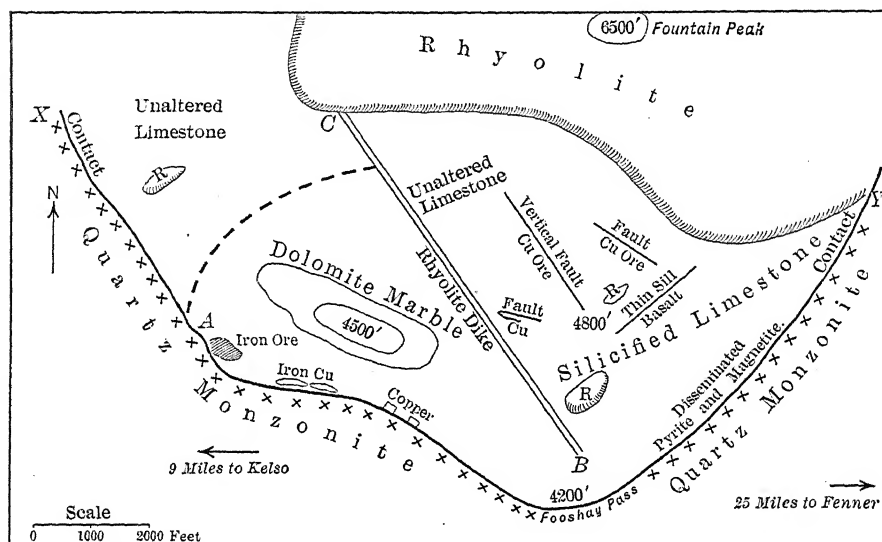 6500' Fountain Peak
Rhyolite
Unaltered
Limestone
X
Contact
C
R
N
Unaltered
Limestone
Vertical Fault
Cu Ore
Fault
Cu Ore
Y
Contact
Quartz Monzonite
Dolomite Marble
4500'
Rhyolite Dike
Fault
Cu
R
4800'
Thin Sill
Basalt
Silicified Limestone
A
Iron Ore
Iron Cu
Copper
R
Disseminated
Pyrite and Magnetite.
Quartz Monzonite
9 Miles to Kelso
B
4200'
Fooshay Pass
25 Miles to Fenner
Scale
0 1000 2000 Feet